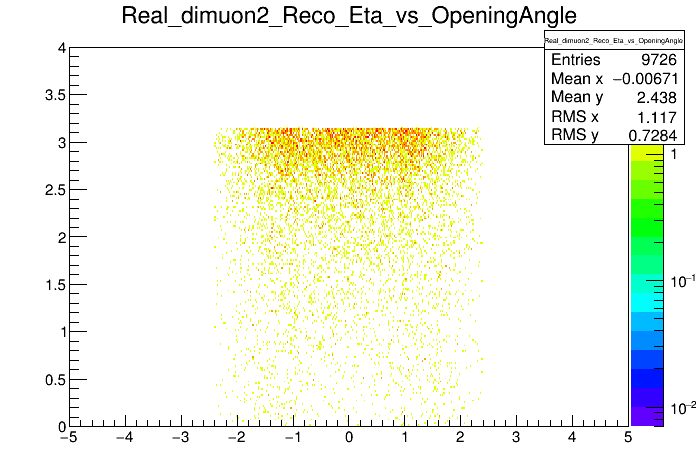 Real_dimuon2_Reco_Eta_vs_OpeningAngle
Real_dimuon2_Reco_Eta_vs_OpeningAngle
Entries 9726
Mean x −0.00671
Mean y 2.438
RMS x 1.117
RMS y 0.7284
4
3.5
3
2.5
2
1.5
1
0.5
0
−5 −4 −3 −2 −1 0 1 2 3 4 5
1
10⁻¹
10⁻²